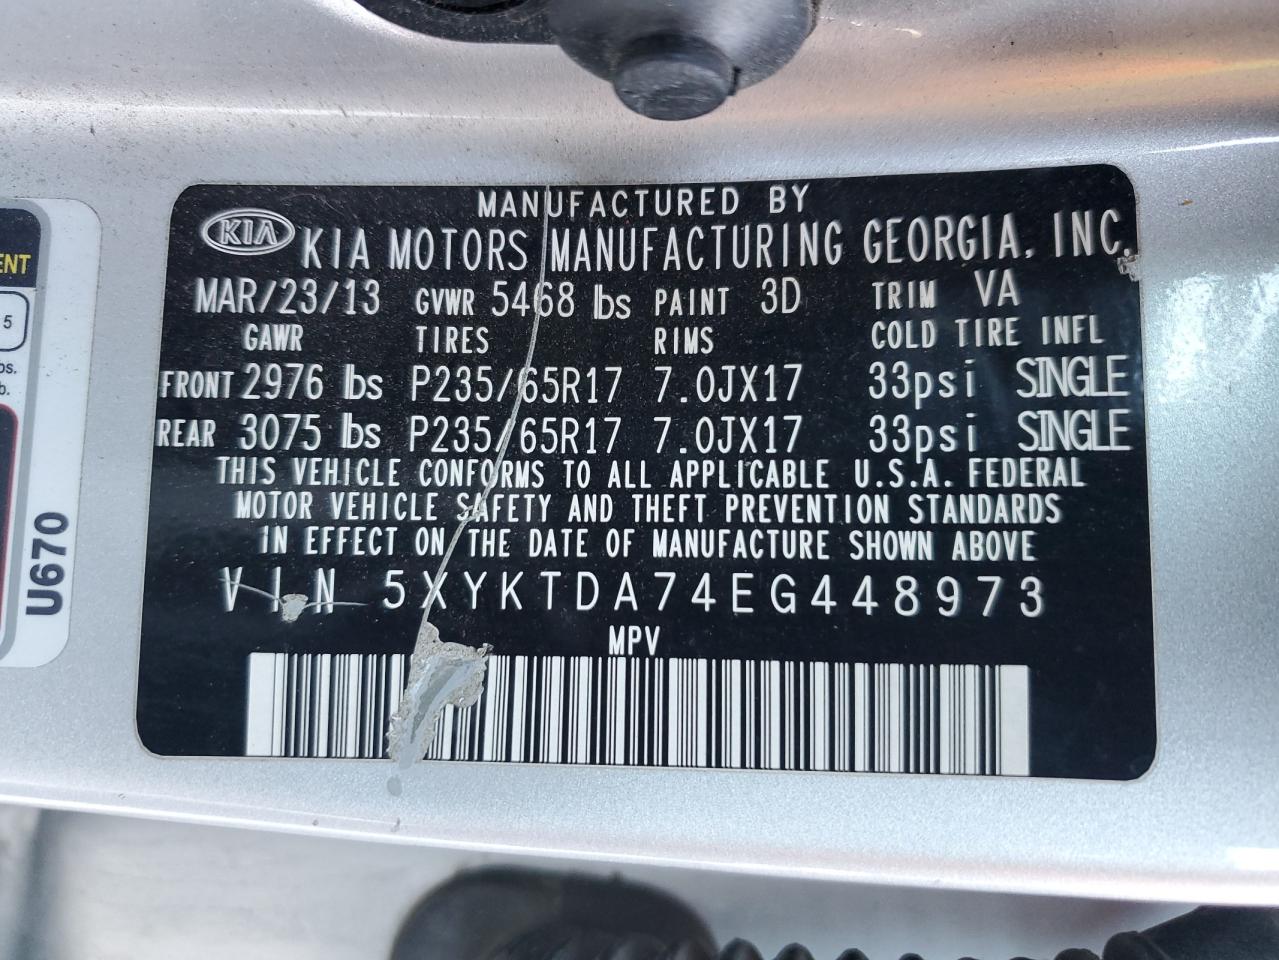 MANUFACTURED BY
KIA KIA MOTORS MANUFACTURING GEORGIA, INC.
MAR/23/13 GVWR 5468 lbs PAINT 3D TRIM VA
GAWR TIRES RIMS COLD TIRE INFL
FRONT 2976 lbs P235/65R17 7.0JX17 33psi SINGLE
REAR 3075 lbs P235/65R17 7.0JX17 33psi SINGLE
THIS VEHICLE CONFORMS TO ALL APPLICABLE U.S.A. FEDERAL
MOTOR VEHICLE SAFETY AND THEFT PREVENTION STANDARDS
IN EFFECT ON THE DATE OF MANUFACTURE SHOWN ABOVE
VIN 5XYKTDA74EG448973
MPV
5
U670